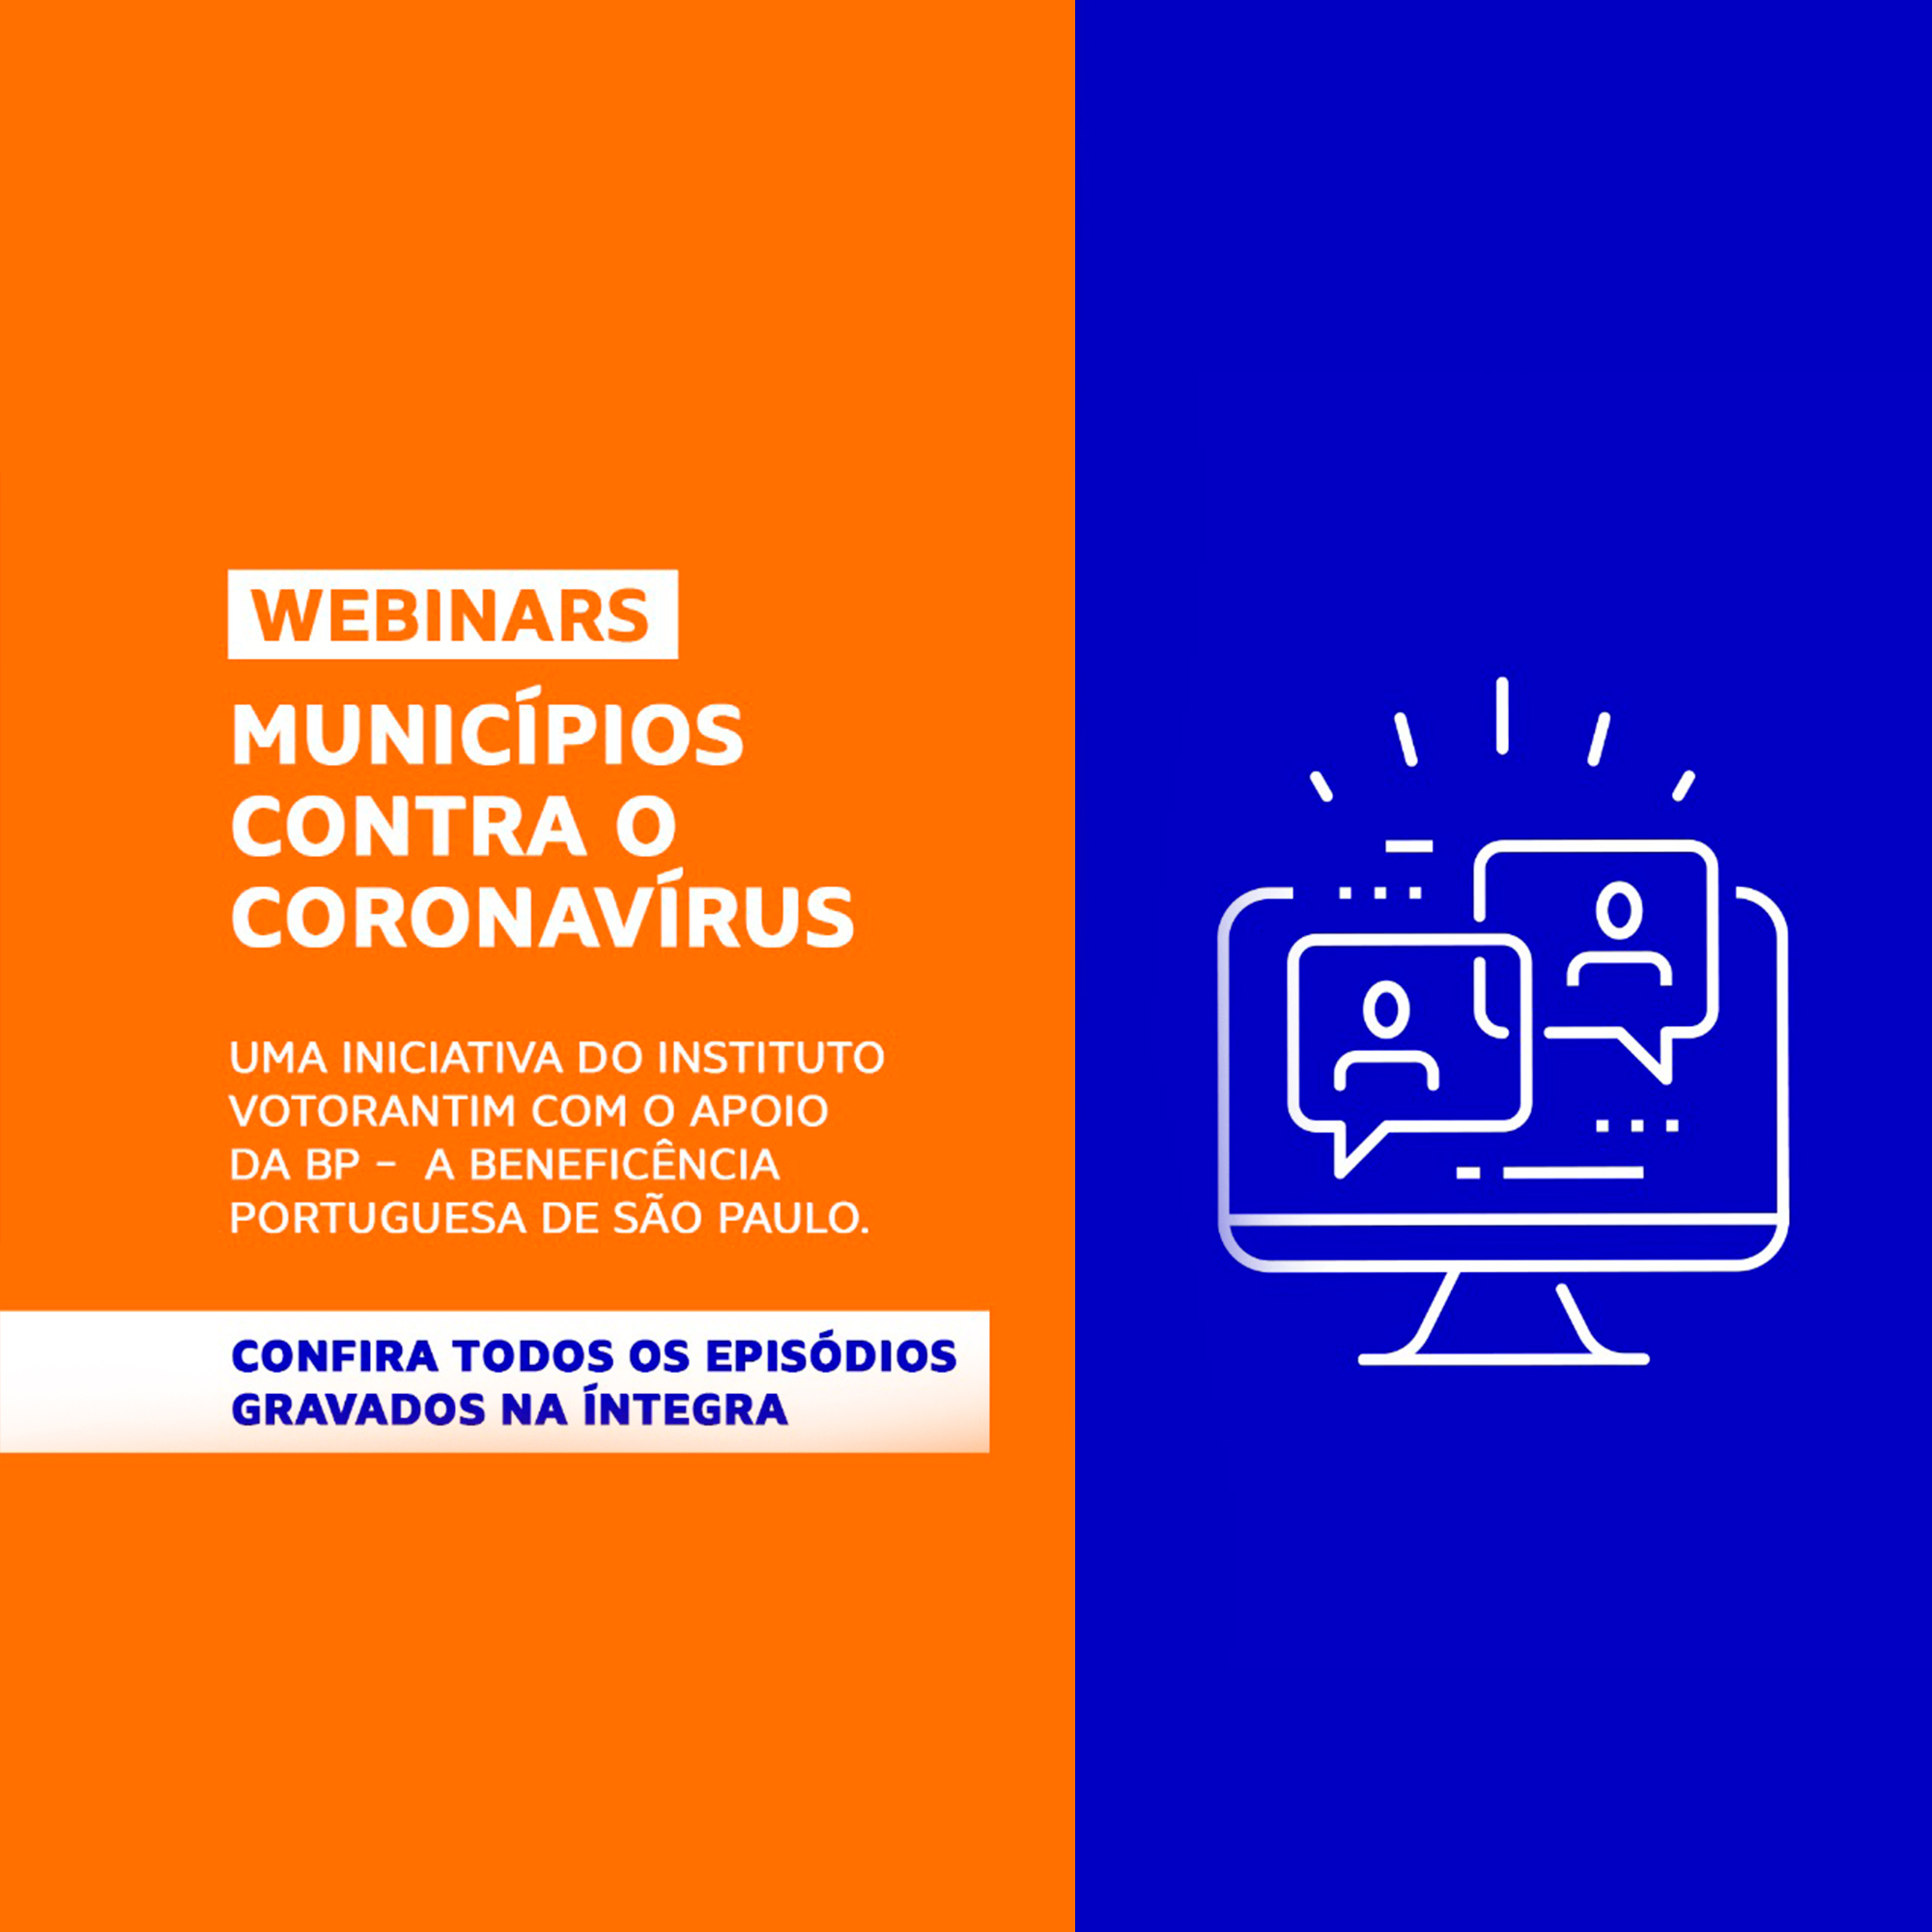 WEBINARS
MUNICÍPIOS
CONTRA O
CORONAVÍRUS
UMA INICIATIVA DO INSTITUTO
VOTORANTIM COM O APOIO
DA BP – A BENEFICÊNCIA
PORTUGUESA DE SÃO PAULO.
CONFIRA TODOS OS EPISÓDIOS
GRAVADOS NA ÍNTEGRA